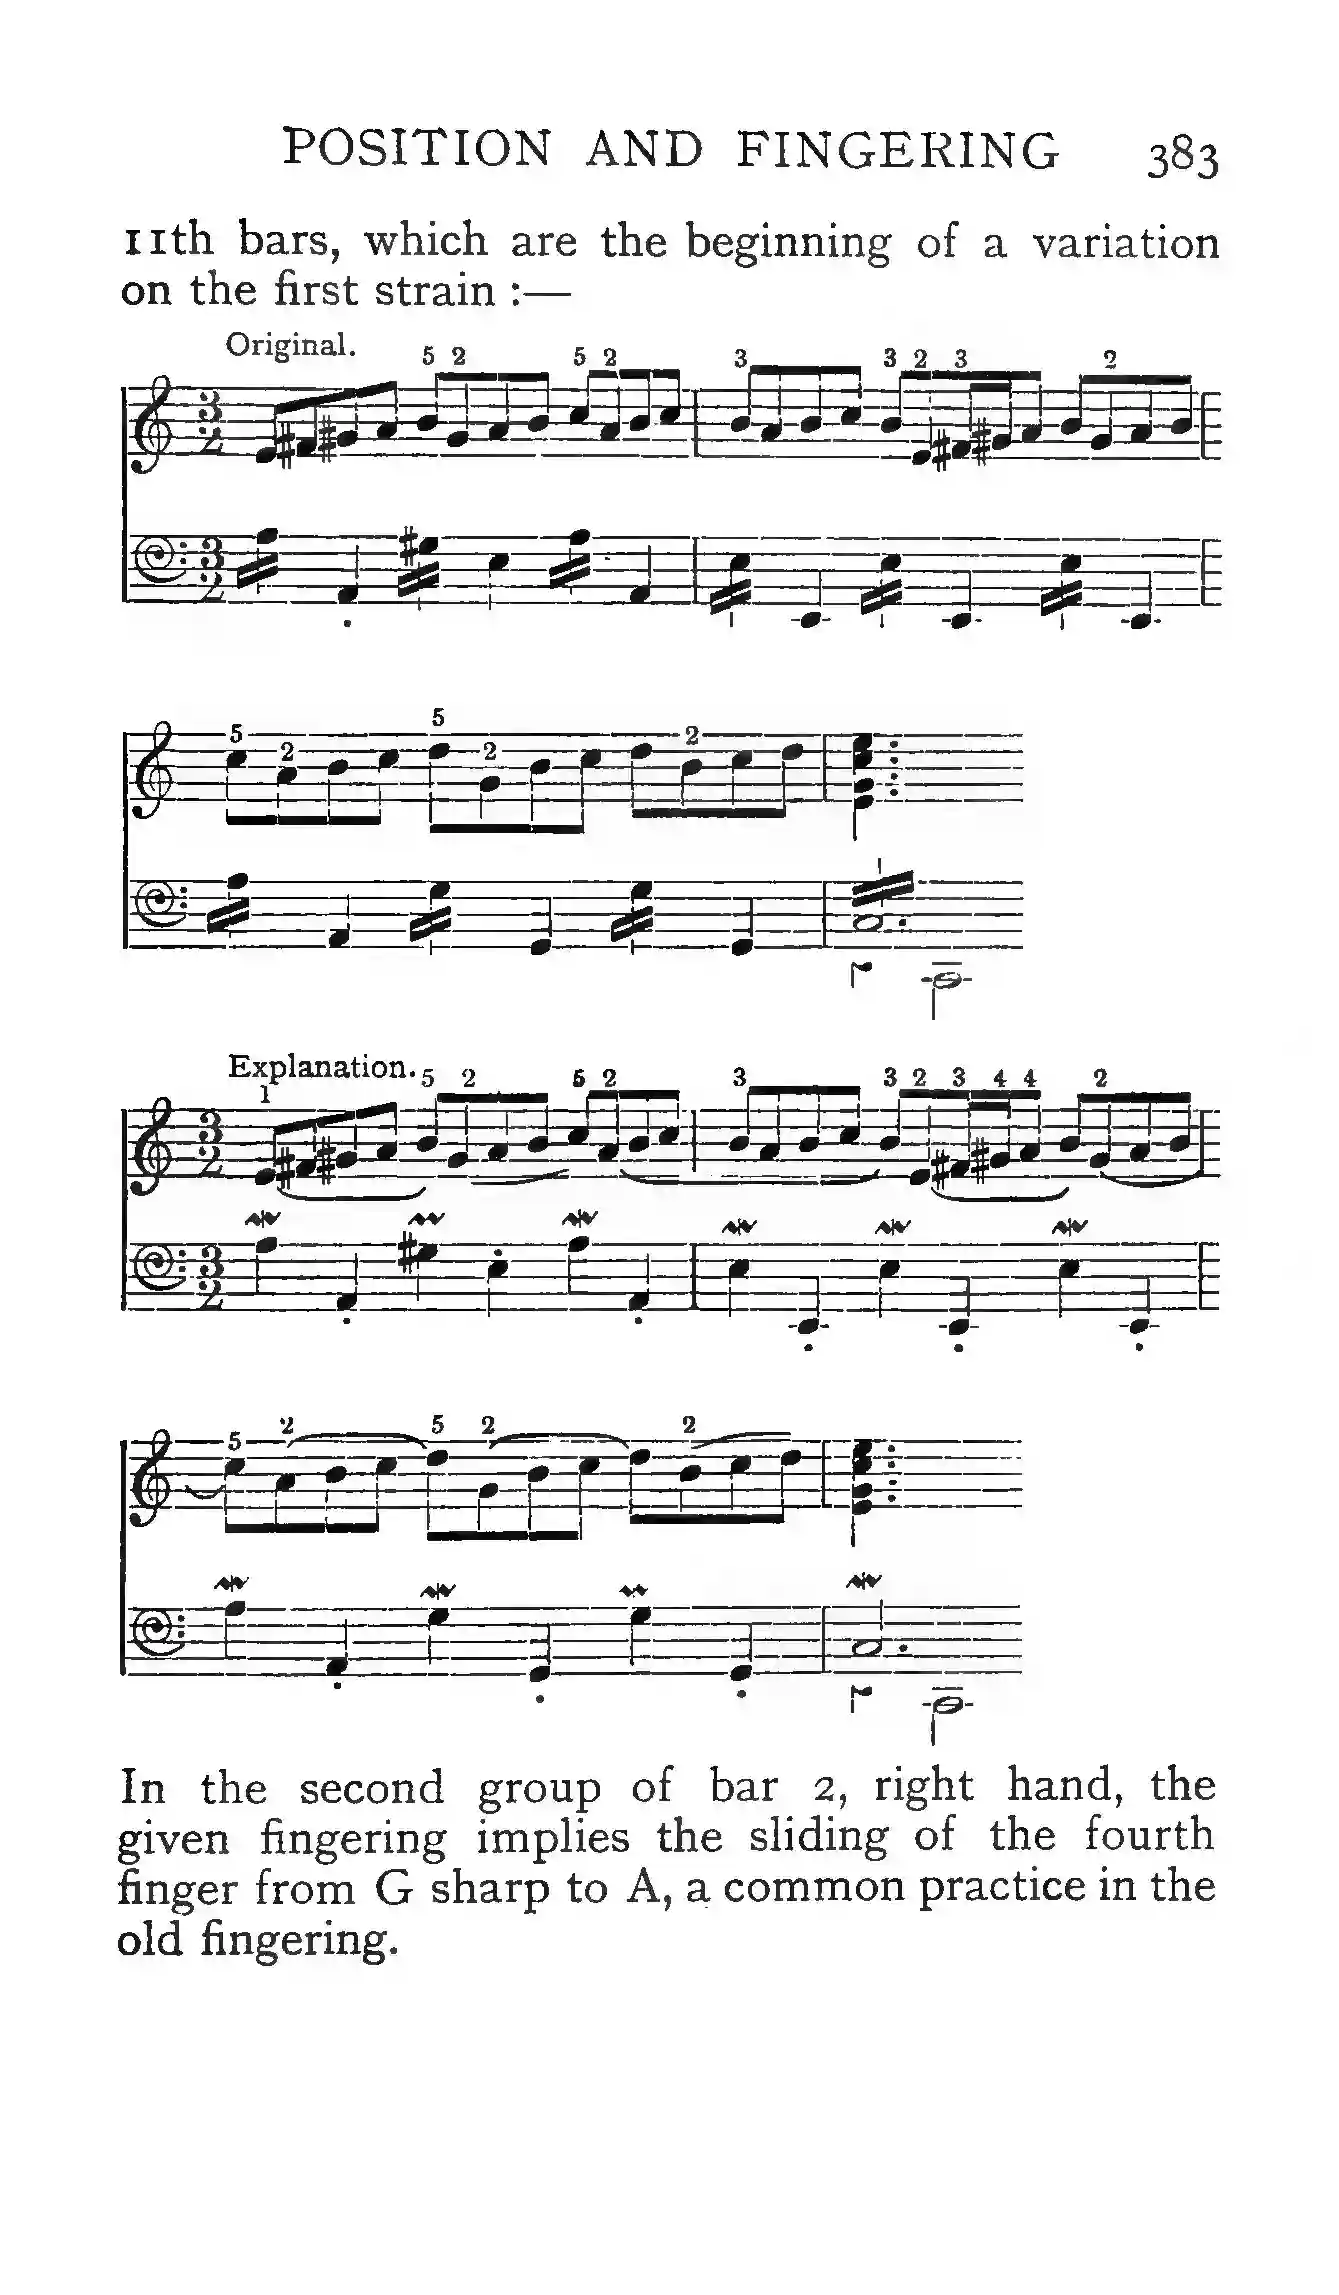 POSITION AND FINGERING 383
11th bars, which are the beginning of a variation
on the first strain :—
Original.
5 2 5 2 3 3 2 3 2
3 2
3 2
5 2 5 2 2
Explanation.
1 5 2 5 2 3 3 2 3 4 4 2
3 2
3 2
5 2 5 2 2
In the second group of bar 2, right hand, the
given fingering implies the sliding of the fourth
finger from G sharp to A, a common practice in the
old fingering.